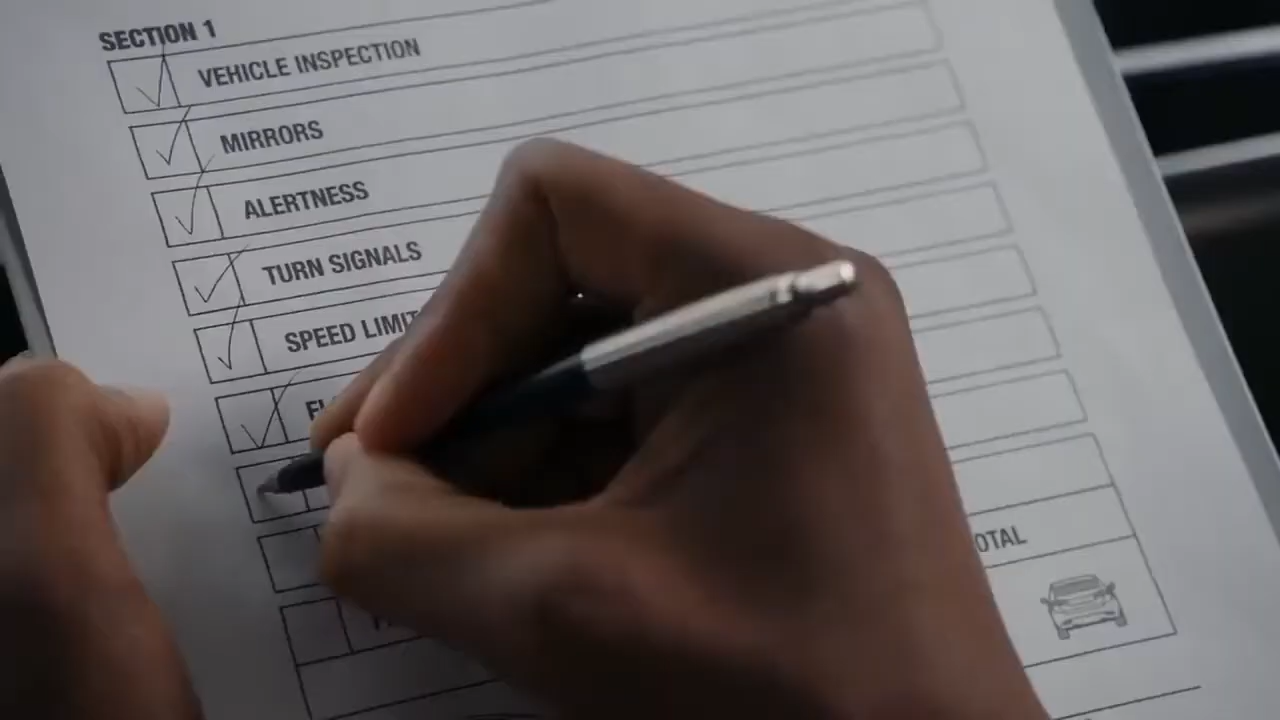 SECTION 1
VEHICLE INSPECTION
MIRRORS
ALERTNESS
TURN SIGNALS
SPEED LIMIT
OTAL